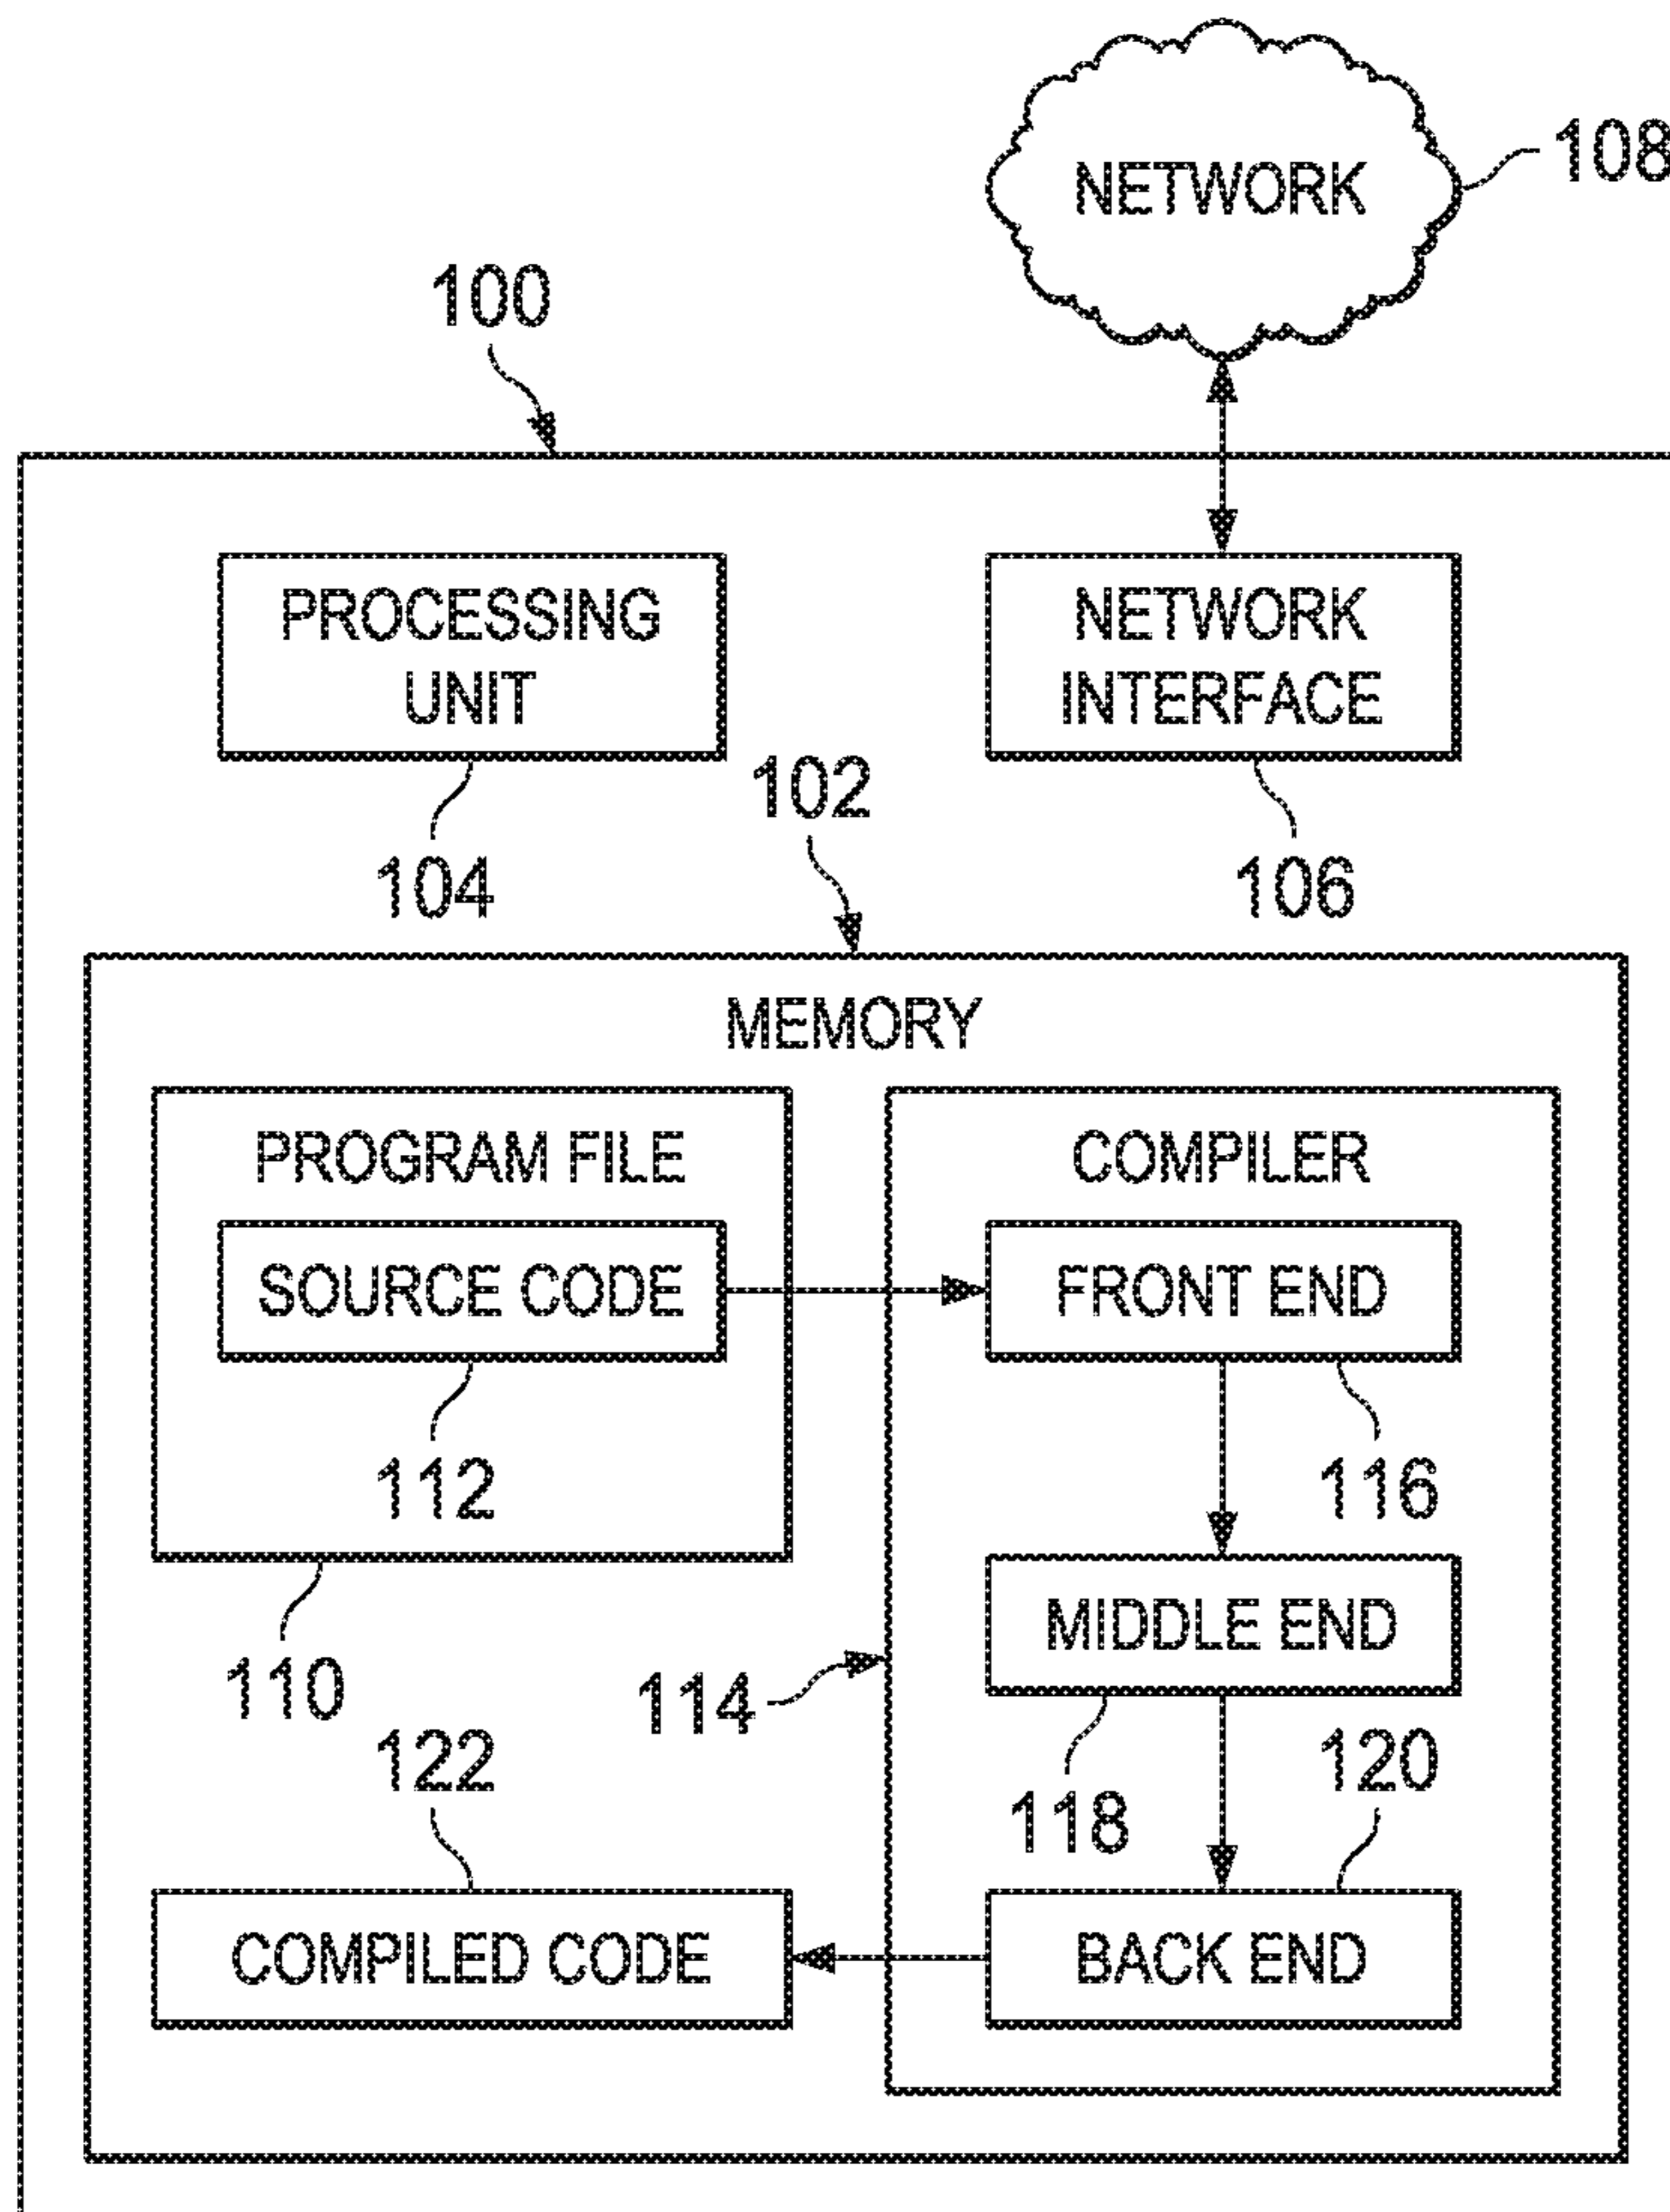 NETWORK
108
100
PROCESSING
UNIT
NETWORK
INTERFACE
102
104
106
MEMORY
PROGRAM FILE
COMPILER
SOURCE CODE
FRONT END
112
116
MIDDLE END
110
114
122
118
120
COMPILED CODE
BACK END